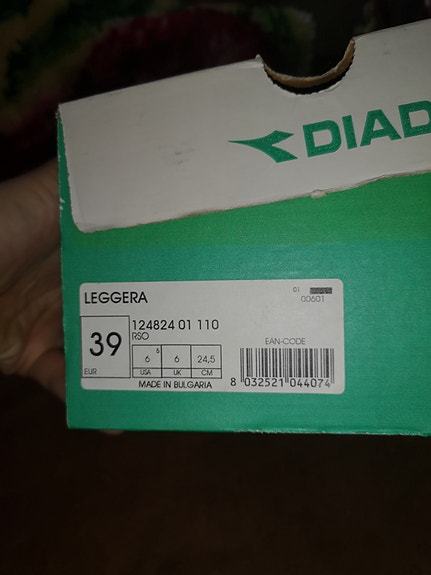 DIAD
LEGGERA
01
00601
124824 01 110
RSO
39
EUR
6 6 6 24,5
USA UK CM
MADE IN BULGARIA
EAN-CODE
8 032521 044074